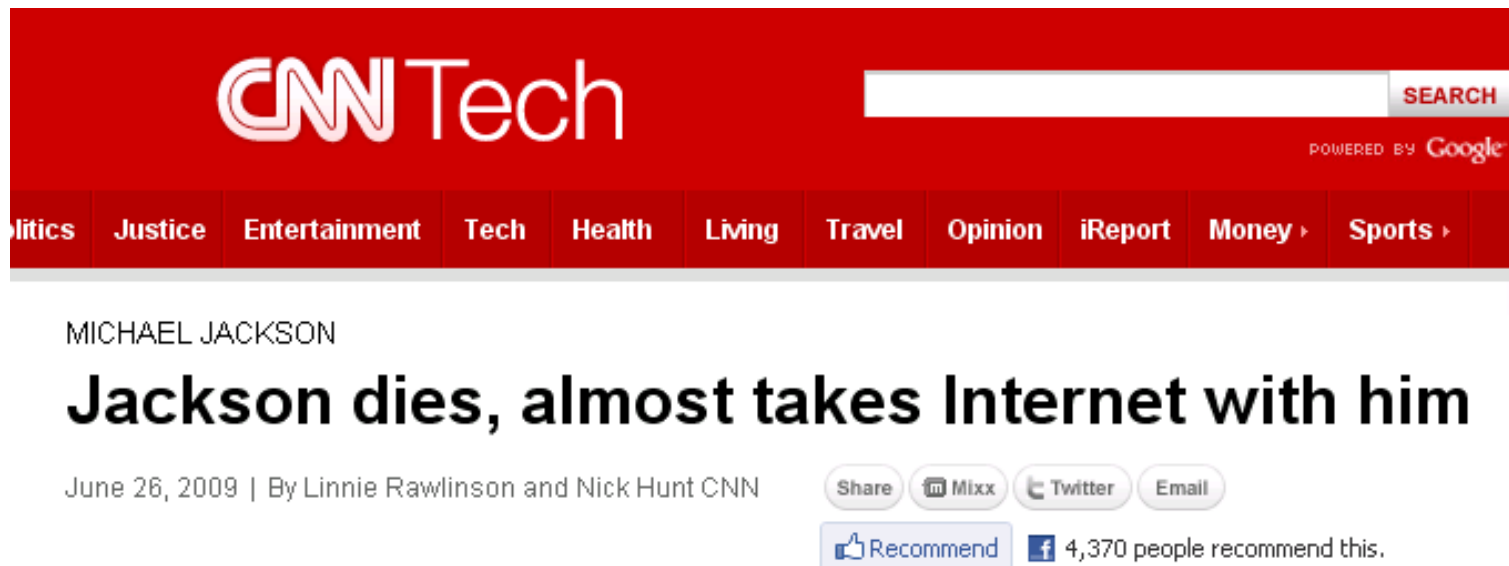 CNN Tech
SEARCH
POWERED BY Google
litics Justice Entertainment Tech Health Living Travel Opinion iReport Money Sports
MICHAEL JACKSON
Jackson dies, almost takes Internet with him
June 26, 2009 | By Linnie Rawlinson and Nick Hunt CNN Share Mixx Twitter Email
Recommend 4,370 people recommend this.